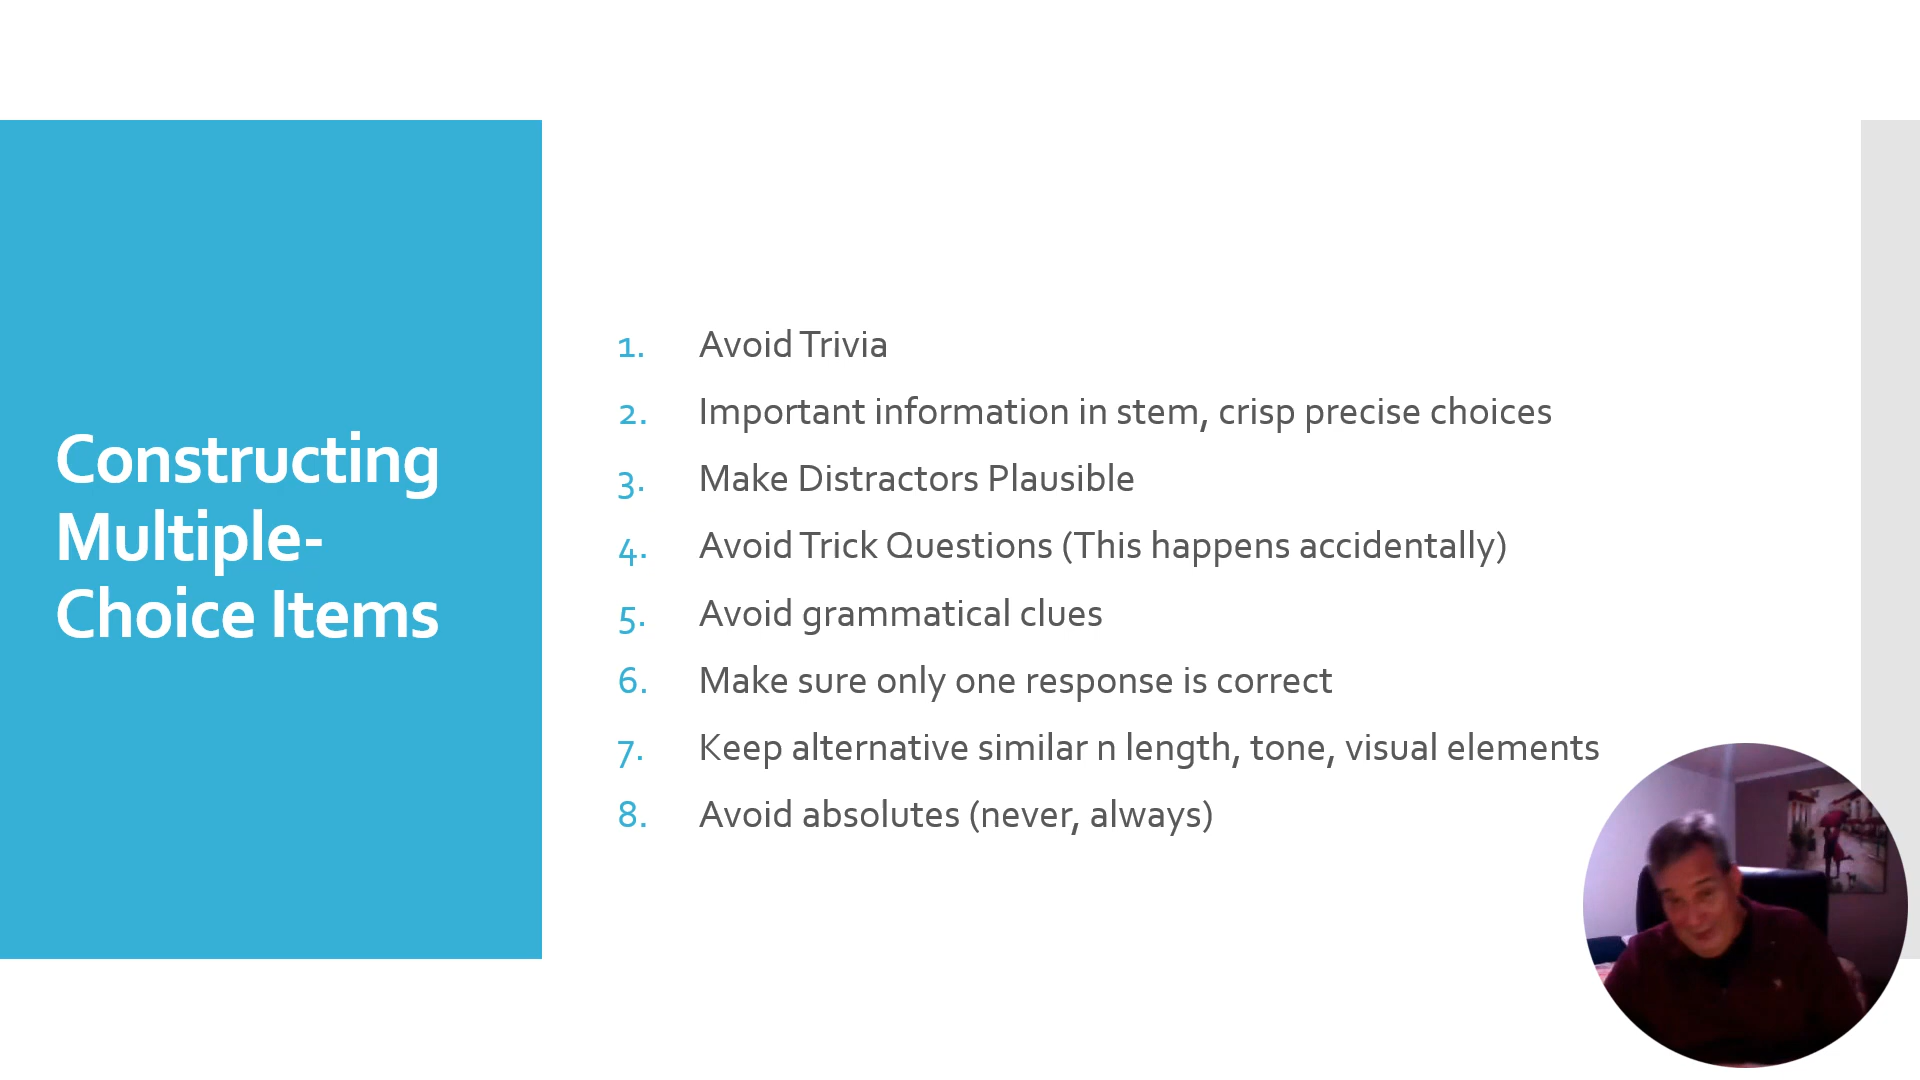 Constructing
Multiple-
Choice Items
1. Avoid Trivia
2. Important information in stem, crisp precise choices
3. Make Distractors Plausible
4. Avoid Trick Questions (This happens accidentally)
5. Avoid grammatical clues
6. Make sure only one response is correct
7. Keep alternative similar n length, tone, visual elements
8. Avoid absolutes (never, always)